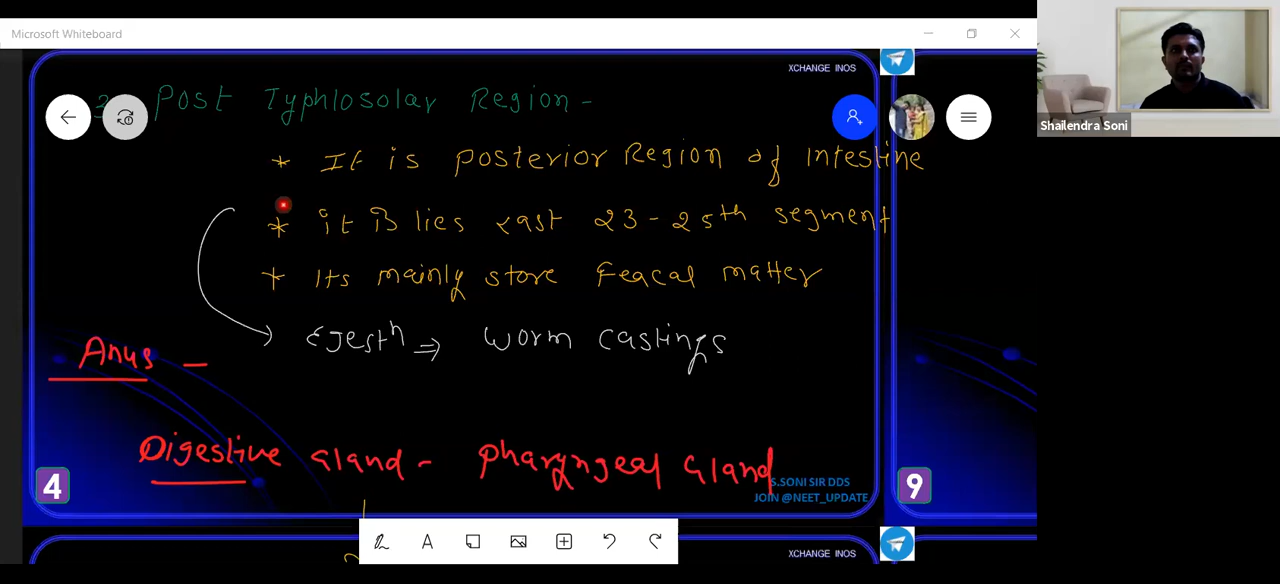 Microsoft Whiteboard
XCHANGE INOS
3. Post Typhlosolar Region -
Shailendra Soni
* It is posterior Region of Intestine
* it is lies last 23-25th segment
* Its mainly store Feacal matter
Ejestn ⇒ worm castings
Anus -
Digestive Gland - pharyngeal Gland
4
S.SONI SIR DDS
JOIN @NEET_UPDATE
9
XCHANGE INOS